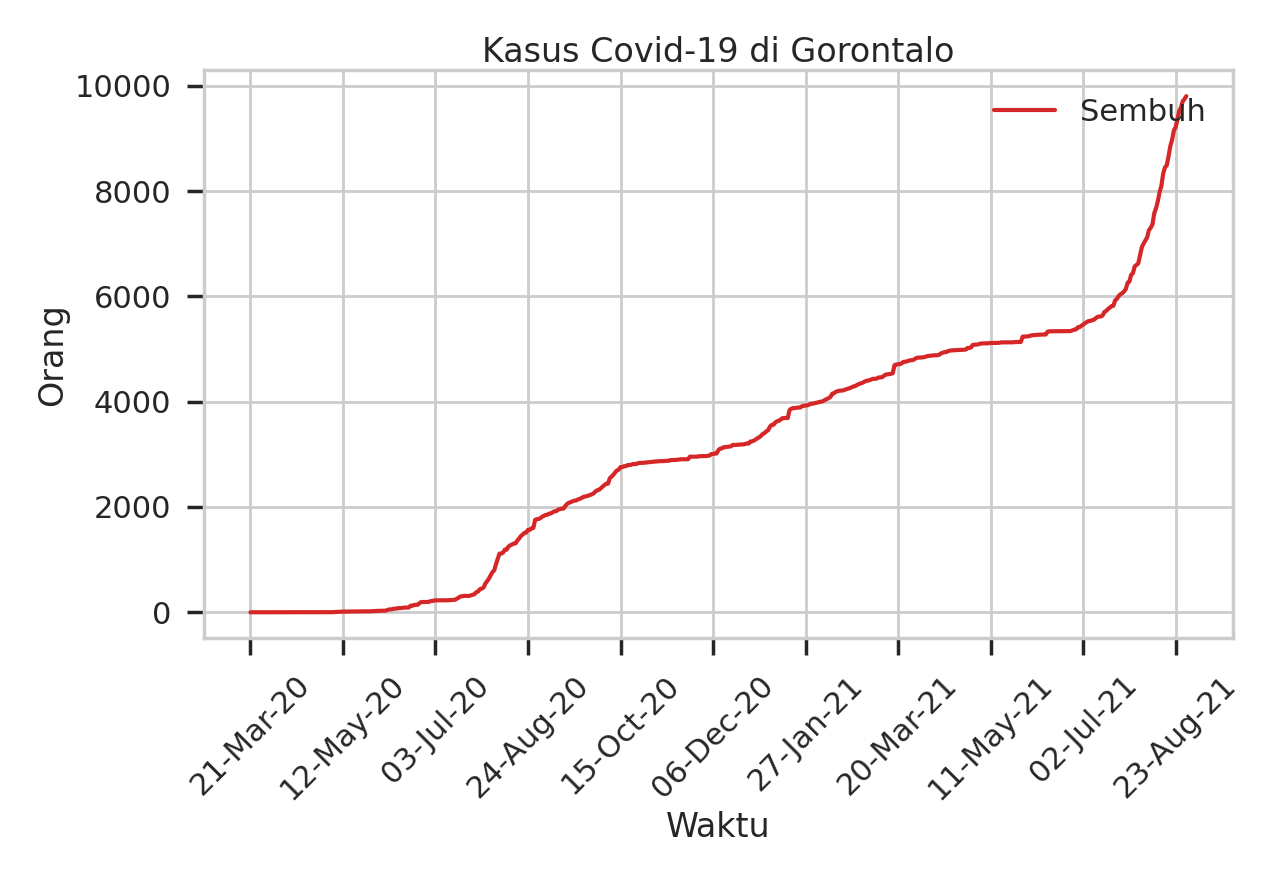 Kasus Covid-19 di Gorontalo
Sembuh
Orang
10000
8000
6000
4000
2000
0
21-Mar-20
12-May-20
03-Jul-20
24-Aug-20
15-Oct-20
06-Dec-20
27-Jan-21
20-Mar-21
11-May-21
02-Jul-21
23-Aug-21
Waktu